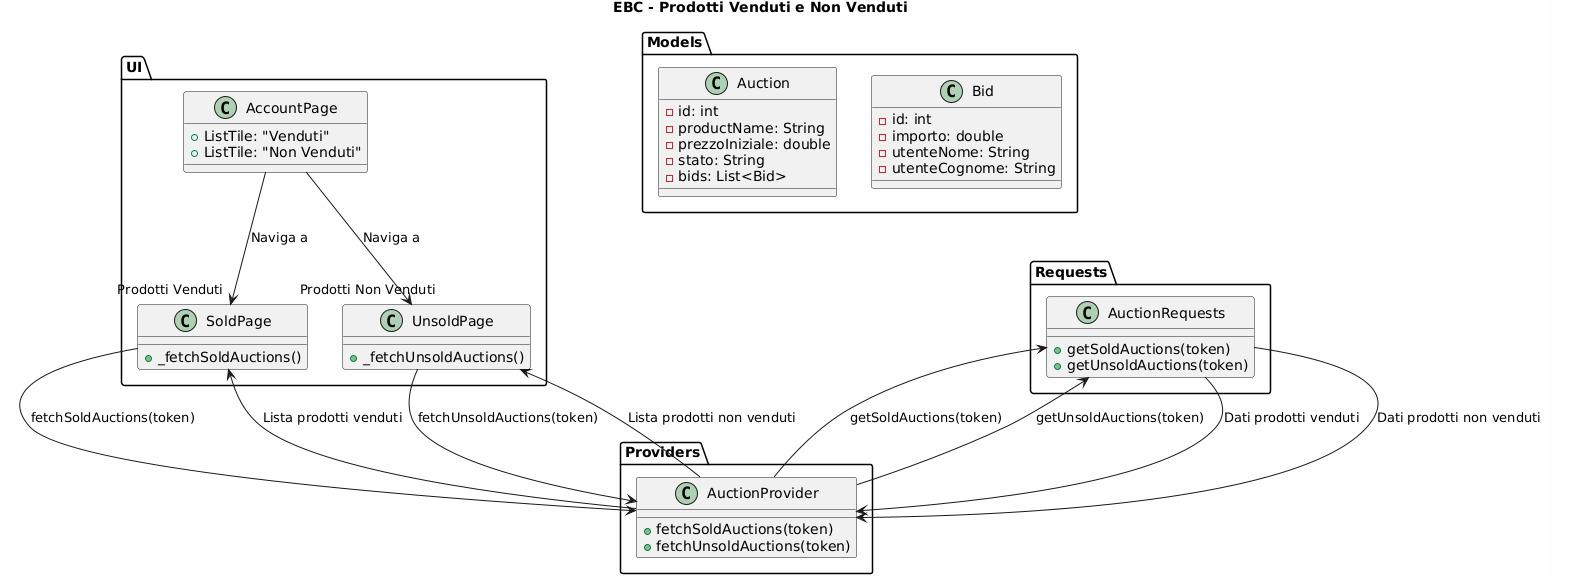 EBC - Prodotti Venduti e Non Venduti
Models
C Auction
id: int
productName: String
prezzoIniziale: double
stato: String
bids: List<Bid>
C Bid
id: int
importo: double
utenteNome: String
utenteCognome: String
UI
C AccountPage
ListTile: "Venduti"
ListTile: "Non Venduti"
Naviga a
Naviga a
Prodotti Venduti
Prodotti Non Venduti
C SoldPage
_fetchSoldAuctions()
C UnsoldPage
_fetchUnsoldAuctions()
Requests
C AuctionRequests
getSoldAuctions(token)
getUnsoldAuctions(token)
fetchSoldAuctions(token)
Lista prodotti venduti
fetchUnsoldAuctions(token)
Lista prodotti non venduti
getSoldAuctions(token)
getUnsoldAuctions(token)
Dati prodotti venduti
Dati prodotti non venduti
Providers
C AuctionProvider
fetchSoldAuctions(token)
fetchUnsoldAuctions(token)